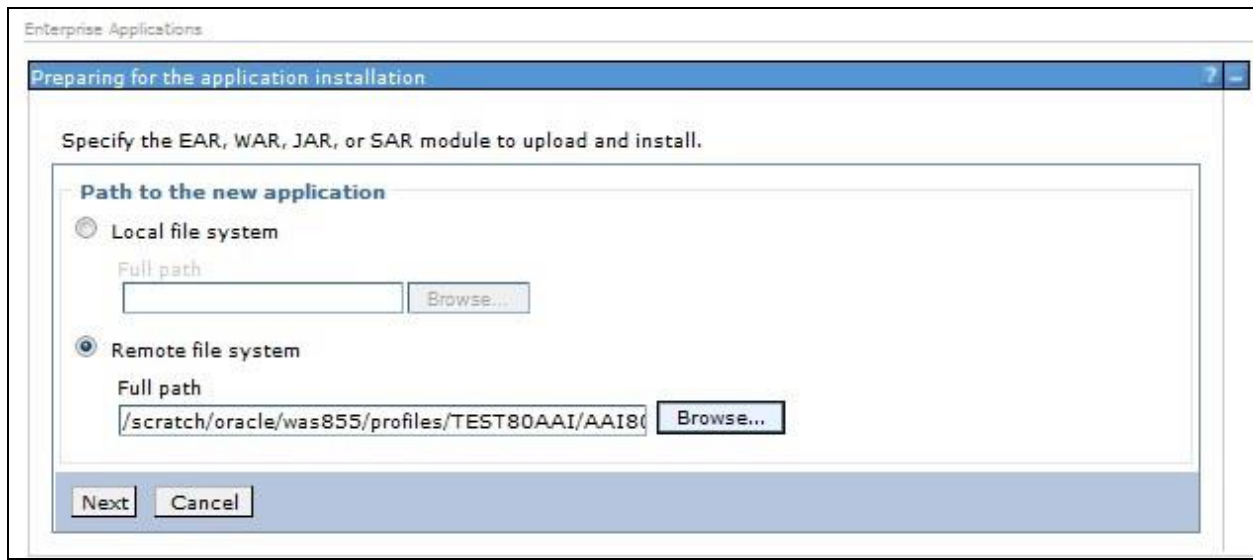 Enterprise Applications
Preparing for the application installation ? –
Specify the EAR, WAR, JAR, or SAR module to upload and install.
Path to the new application
Local file system
Full path
Browse...
Remote file system
Full path
/scratch/oracle/was855/profiles/TEST80AAI/AAI80 Browse...
Next Cancel